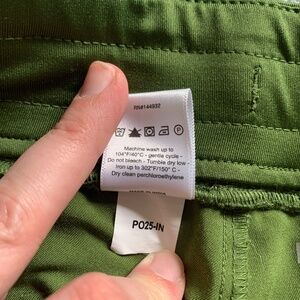 RN#144932
Machine wash up to
104°F/40°C - gentle cycle -
Do not bleach - Tumble dry low -
Iron up to 302°F/150° C -
Dry clean perchloroethylene
PO25-IN